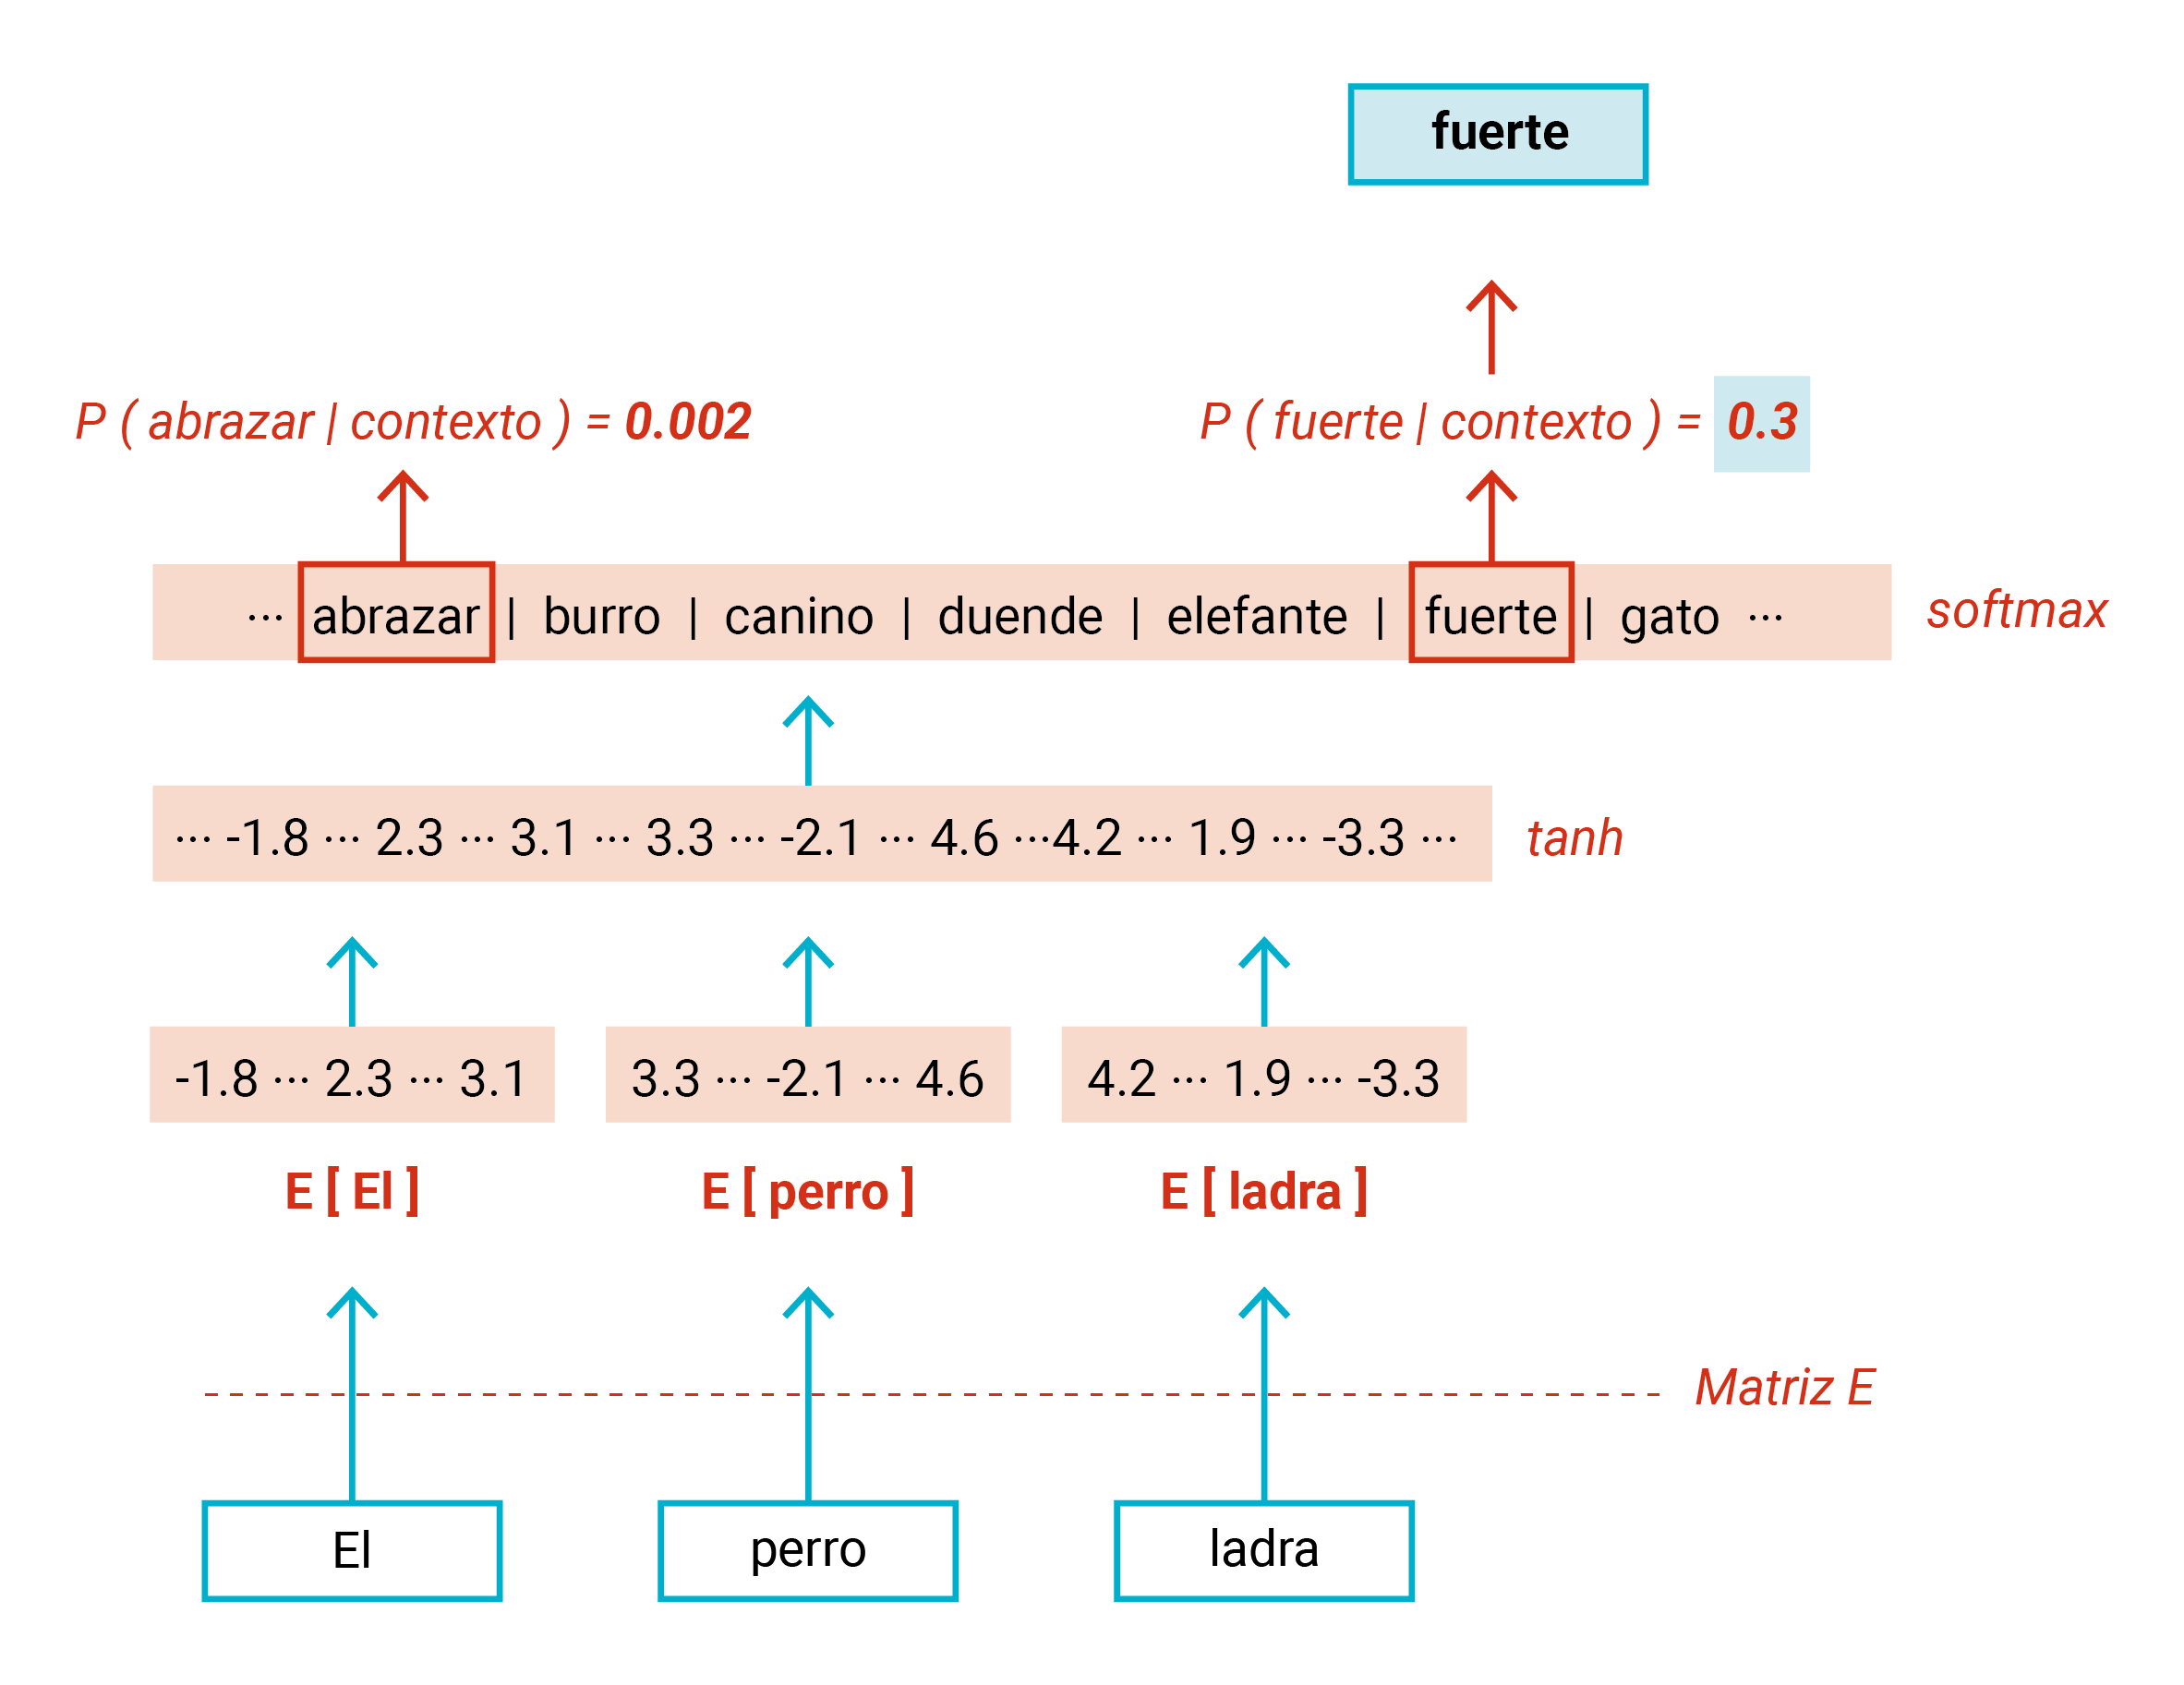 fuerte
P ( abrazar | contexto ) = 0.002
P ( fuerte | contexto ) = 0.3
··· abrazar | burro | canino | duende | elefante | fuerte | gato ···
softmax
··· -1.8 ··· 2.3 ··· 3.1 ··· 3.3 ··· -2.1 ··· 4.6 ···4.2 ··· 1.9 ··· -3.3 ···
tanh
-1.8 ··· 2.3 ··· 3.1
3.3 ··· -2.1 ··· 4.6
4.2 ··· 1.9 ··· -3.3
E [ El ]
E [ perro ]
E [ ladra ]
Matriz E
El
perro
ladra